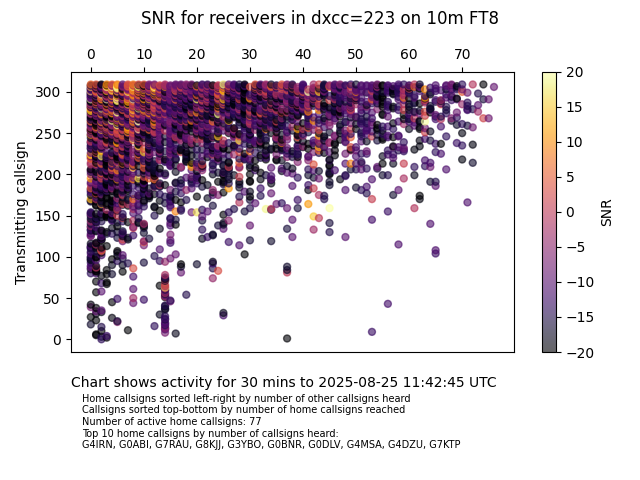 SNR for receivers in dxcc=223 on 10m FT8
0 10 20 30 40 50 60 70
300
250
200
150
100
50
0
Transmitting callsign
20
15
10
5
0
−5
−10
−15
−20
SNR
Chart shows activity for 30 mins to 2025-08-25 11:42:45 UTC
Home callsigns sorted left-right by number of other callsigns heard
Callsigns sorted top-bottom by number of home callsigns reached
Number of active home callsigns: 77
Top 10 home callsigns by number of callsigns heard:
G4IRN, G0ABI, G7RAU, G8KJJ, G3YBO, G0BNR, G0DLV, G4MSA, G4DZU, G7KTP